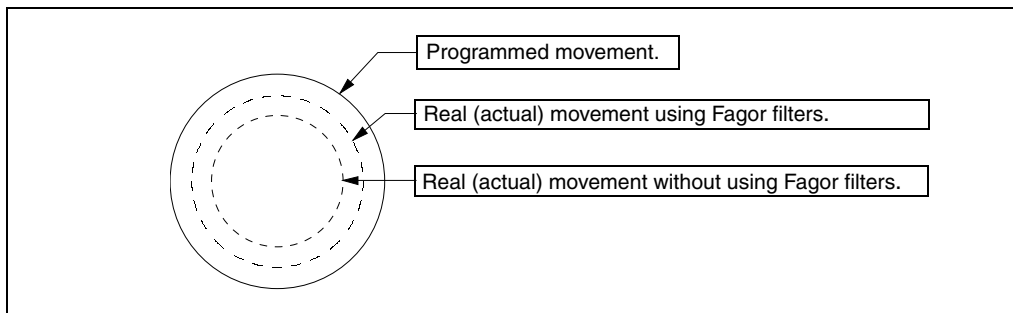 Programmed movement.
Real (actual) movement using Fagor filters.
Real (actual) movement without using Fagor filters.